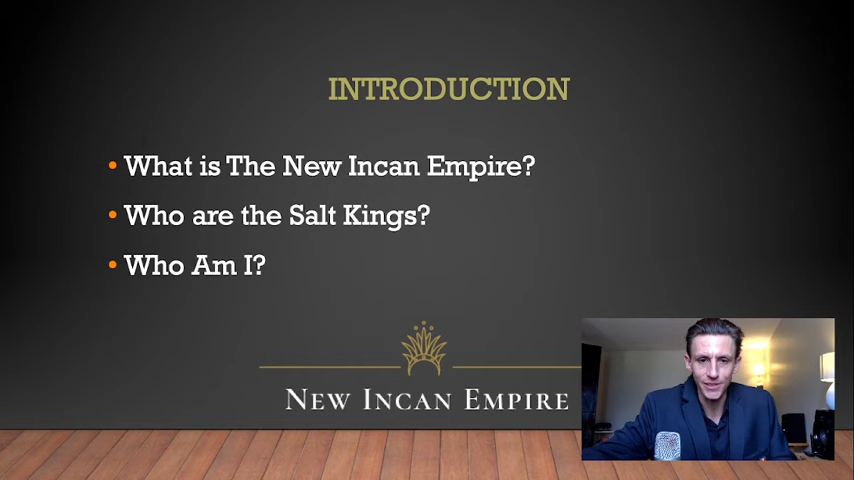 INTRODUCTION
• What is The New Incan Empire?
• Who are the Salt Kings?
• Who Am I?
NEW INCAN EMPIRE